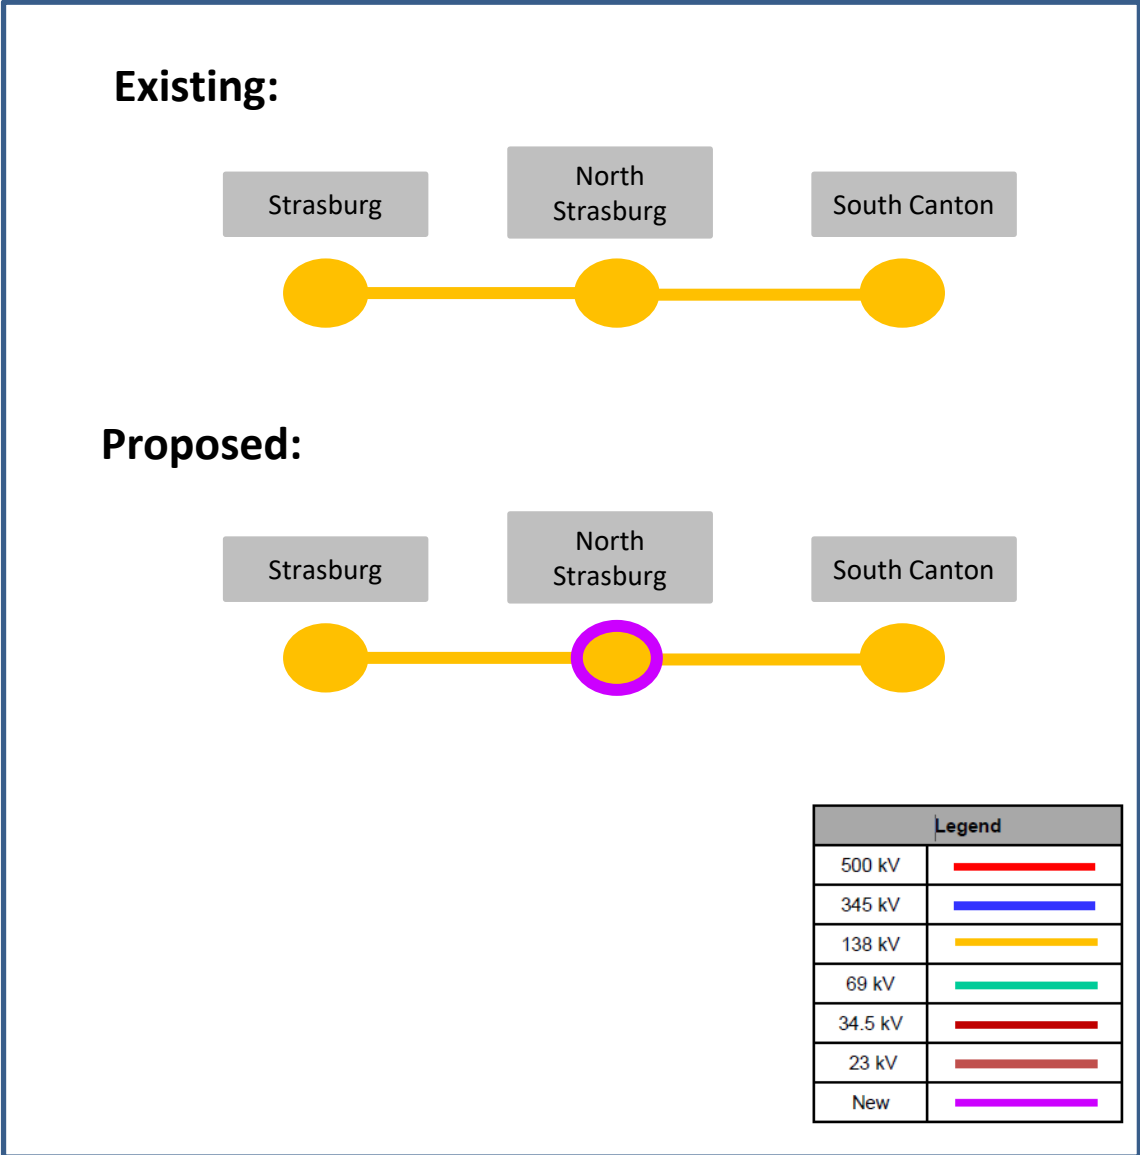 Existing:
North
Strasburg
Strasburg
South Canton
Proposed:
North
Strasburg
Strasburg
South Canton
Legend
500 kV
345 kV
138 kV
69 kV
34.5 kV
23 kV
New